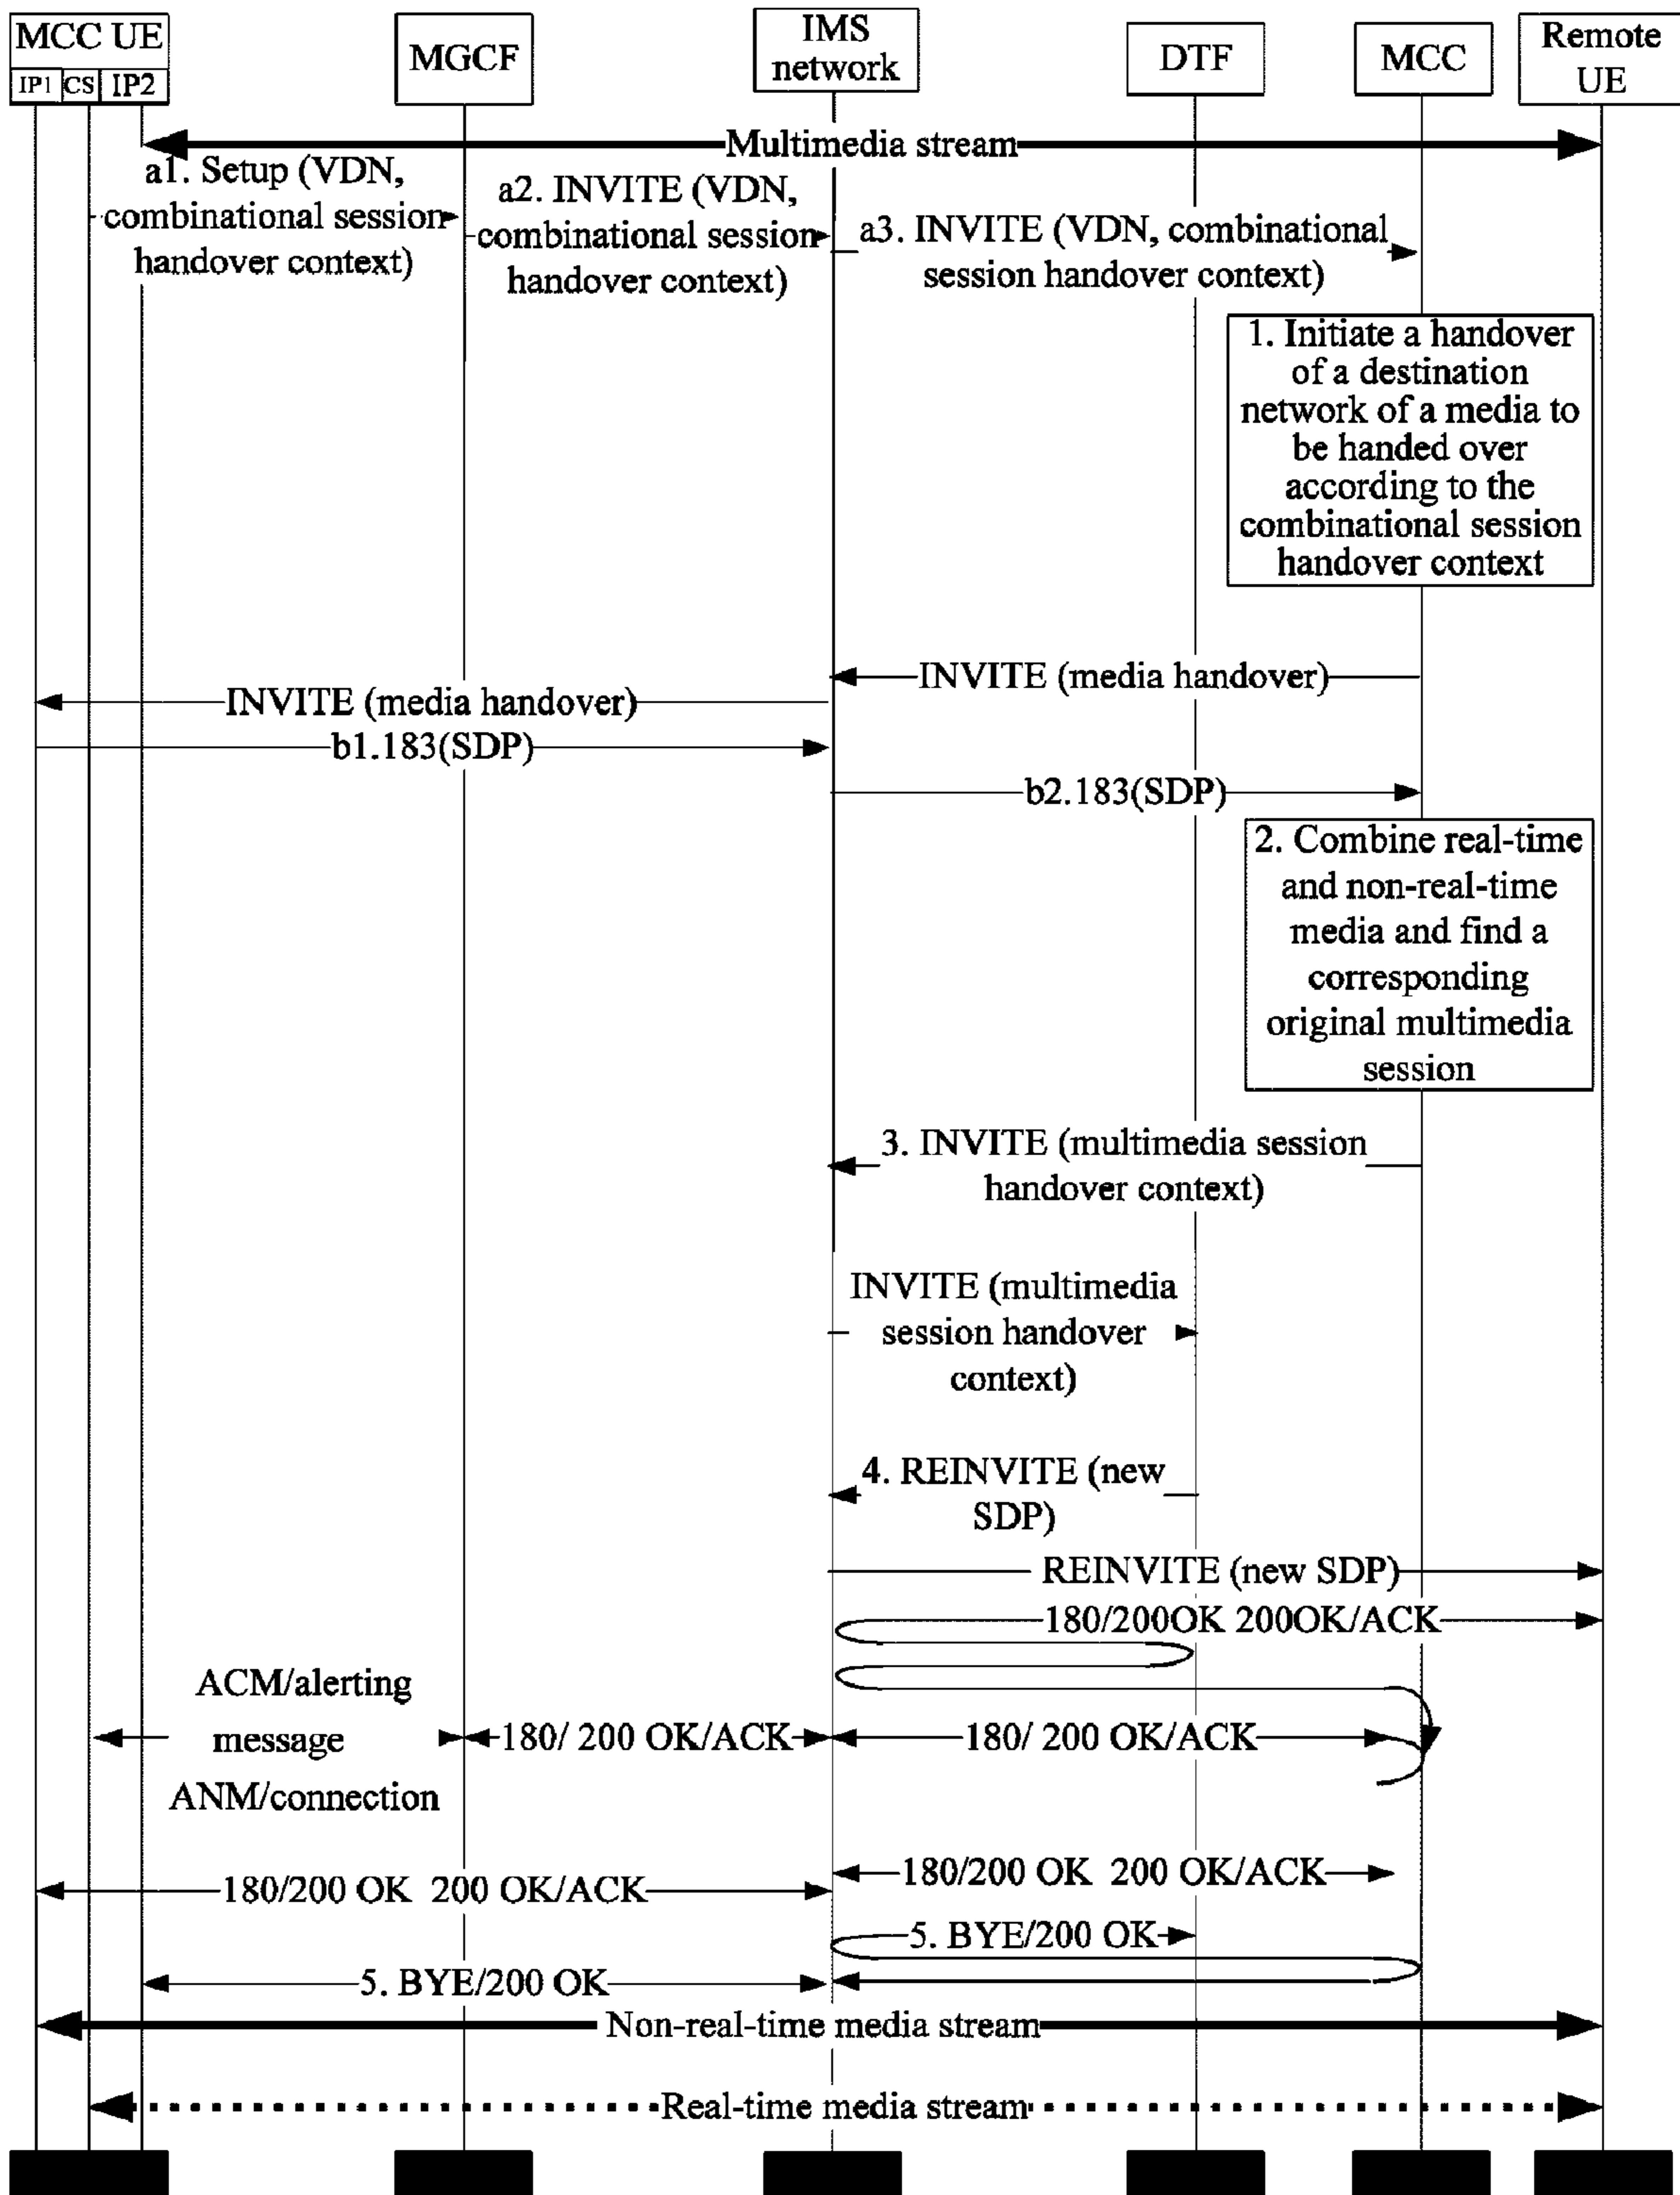 MCC UE
IP1 CS IP2
MGCF
IMS
network
DTF
MCC
Remote
UE
Multimedia stream
a1. Setup (VDN,
combinational session
handover context)
a2. INVITE (VDN,
combinational session
handover context)
a3. INVITE (VDN, combinational
session handover context)
1. Initiate a handover
of a destination
network of a media to
be handed over
according to the
combinational session
handover context
INVITE (media handover)
INVITE (media handover)
b1.183(SDP)
b2.183(SDP)
2. Combine real-time
and non-real-time
media and find a
corresponding
original multimedia
session
3. INVITE (multimedia session
handover context)
INVITE (multimedia
session handover
context)
4. REINVITE (new
SDP)
REINVITE (new SDP)
180/200OK 200OK/ACK
ACM/alerting
message
ANM/connection
180/ 200 OK/ACK
180/ 200 OK/ACK
180/200 OK 200 OK/ACK
180/200 OK 200 OK/ACK
5. BYE/200 OK
5. BYE/200 OK
Non-real-time media stream
Real-time media stream